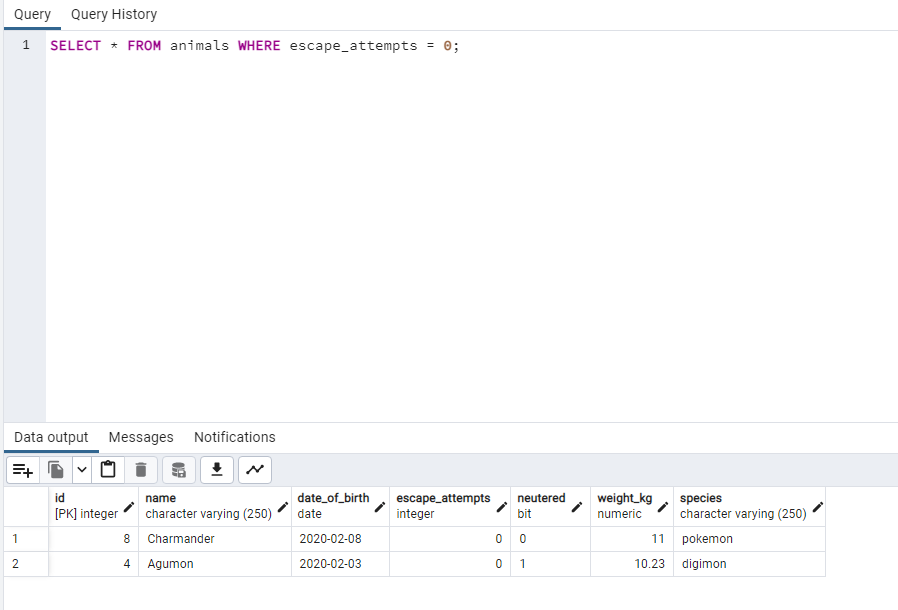 Query Query History
1 SELECT * FROM animals WHERE escape_attempts = 0;
Data output Messages Notifications
id name date_of_birth escape_attempts neutered weight_kg species
[PK] integer character varying (250) date integer bit numeric character varying (250)
1 8 Charmander 2020-02-08 0 0 11 pokemon
2 4 Agumon 2020-02-03 0 1 10.23 digimon